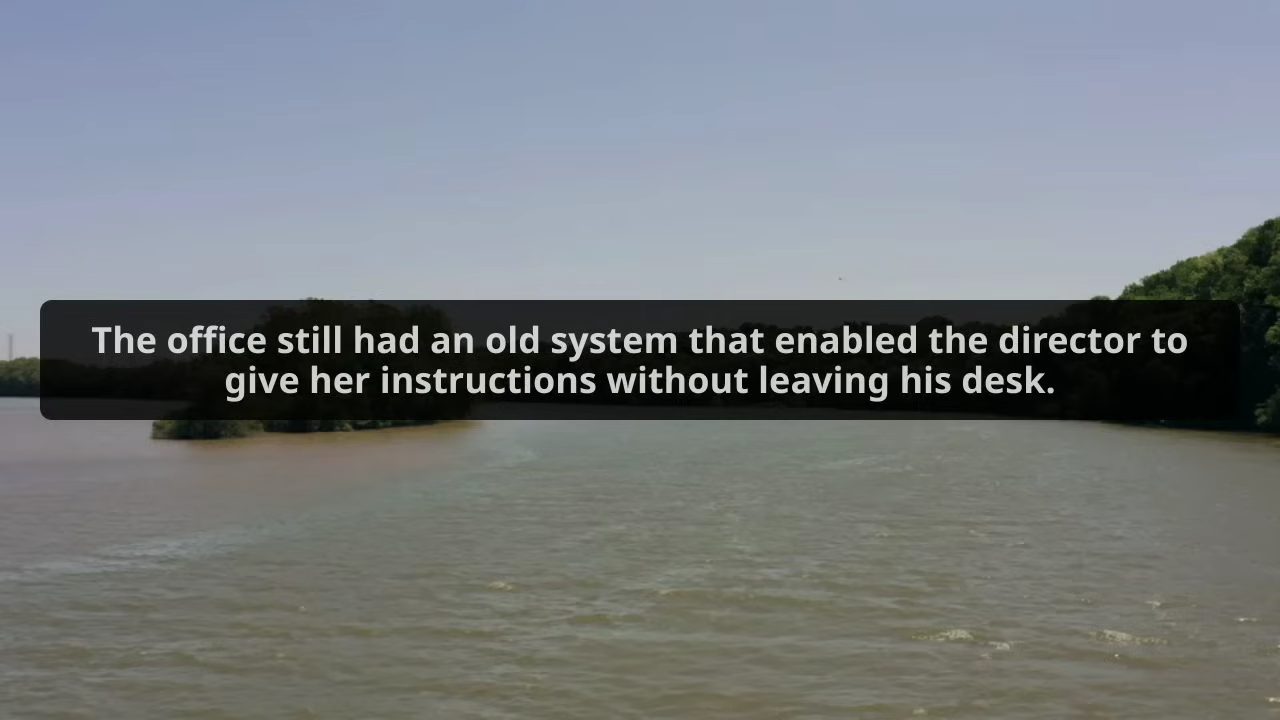 The office still had an old system that enabled the director to
give her instructions without leaving his desk.